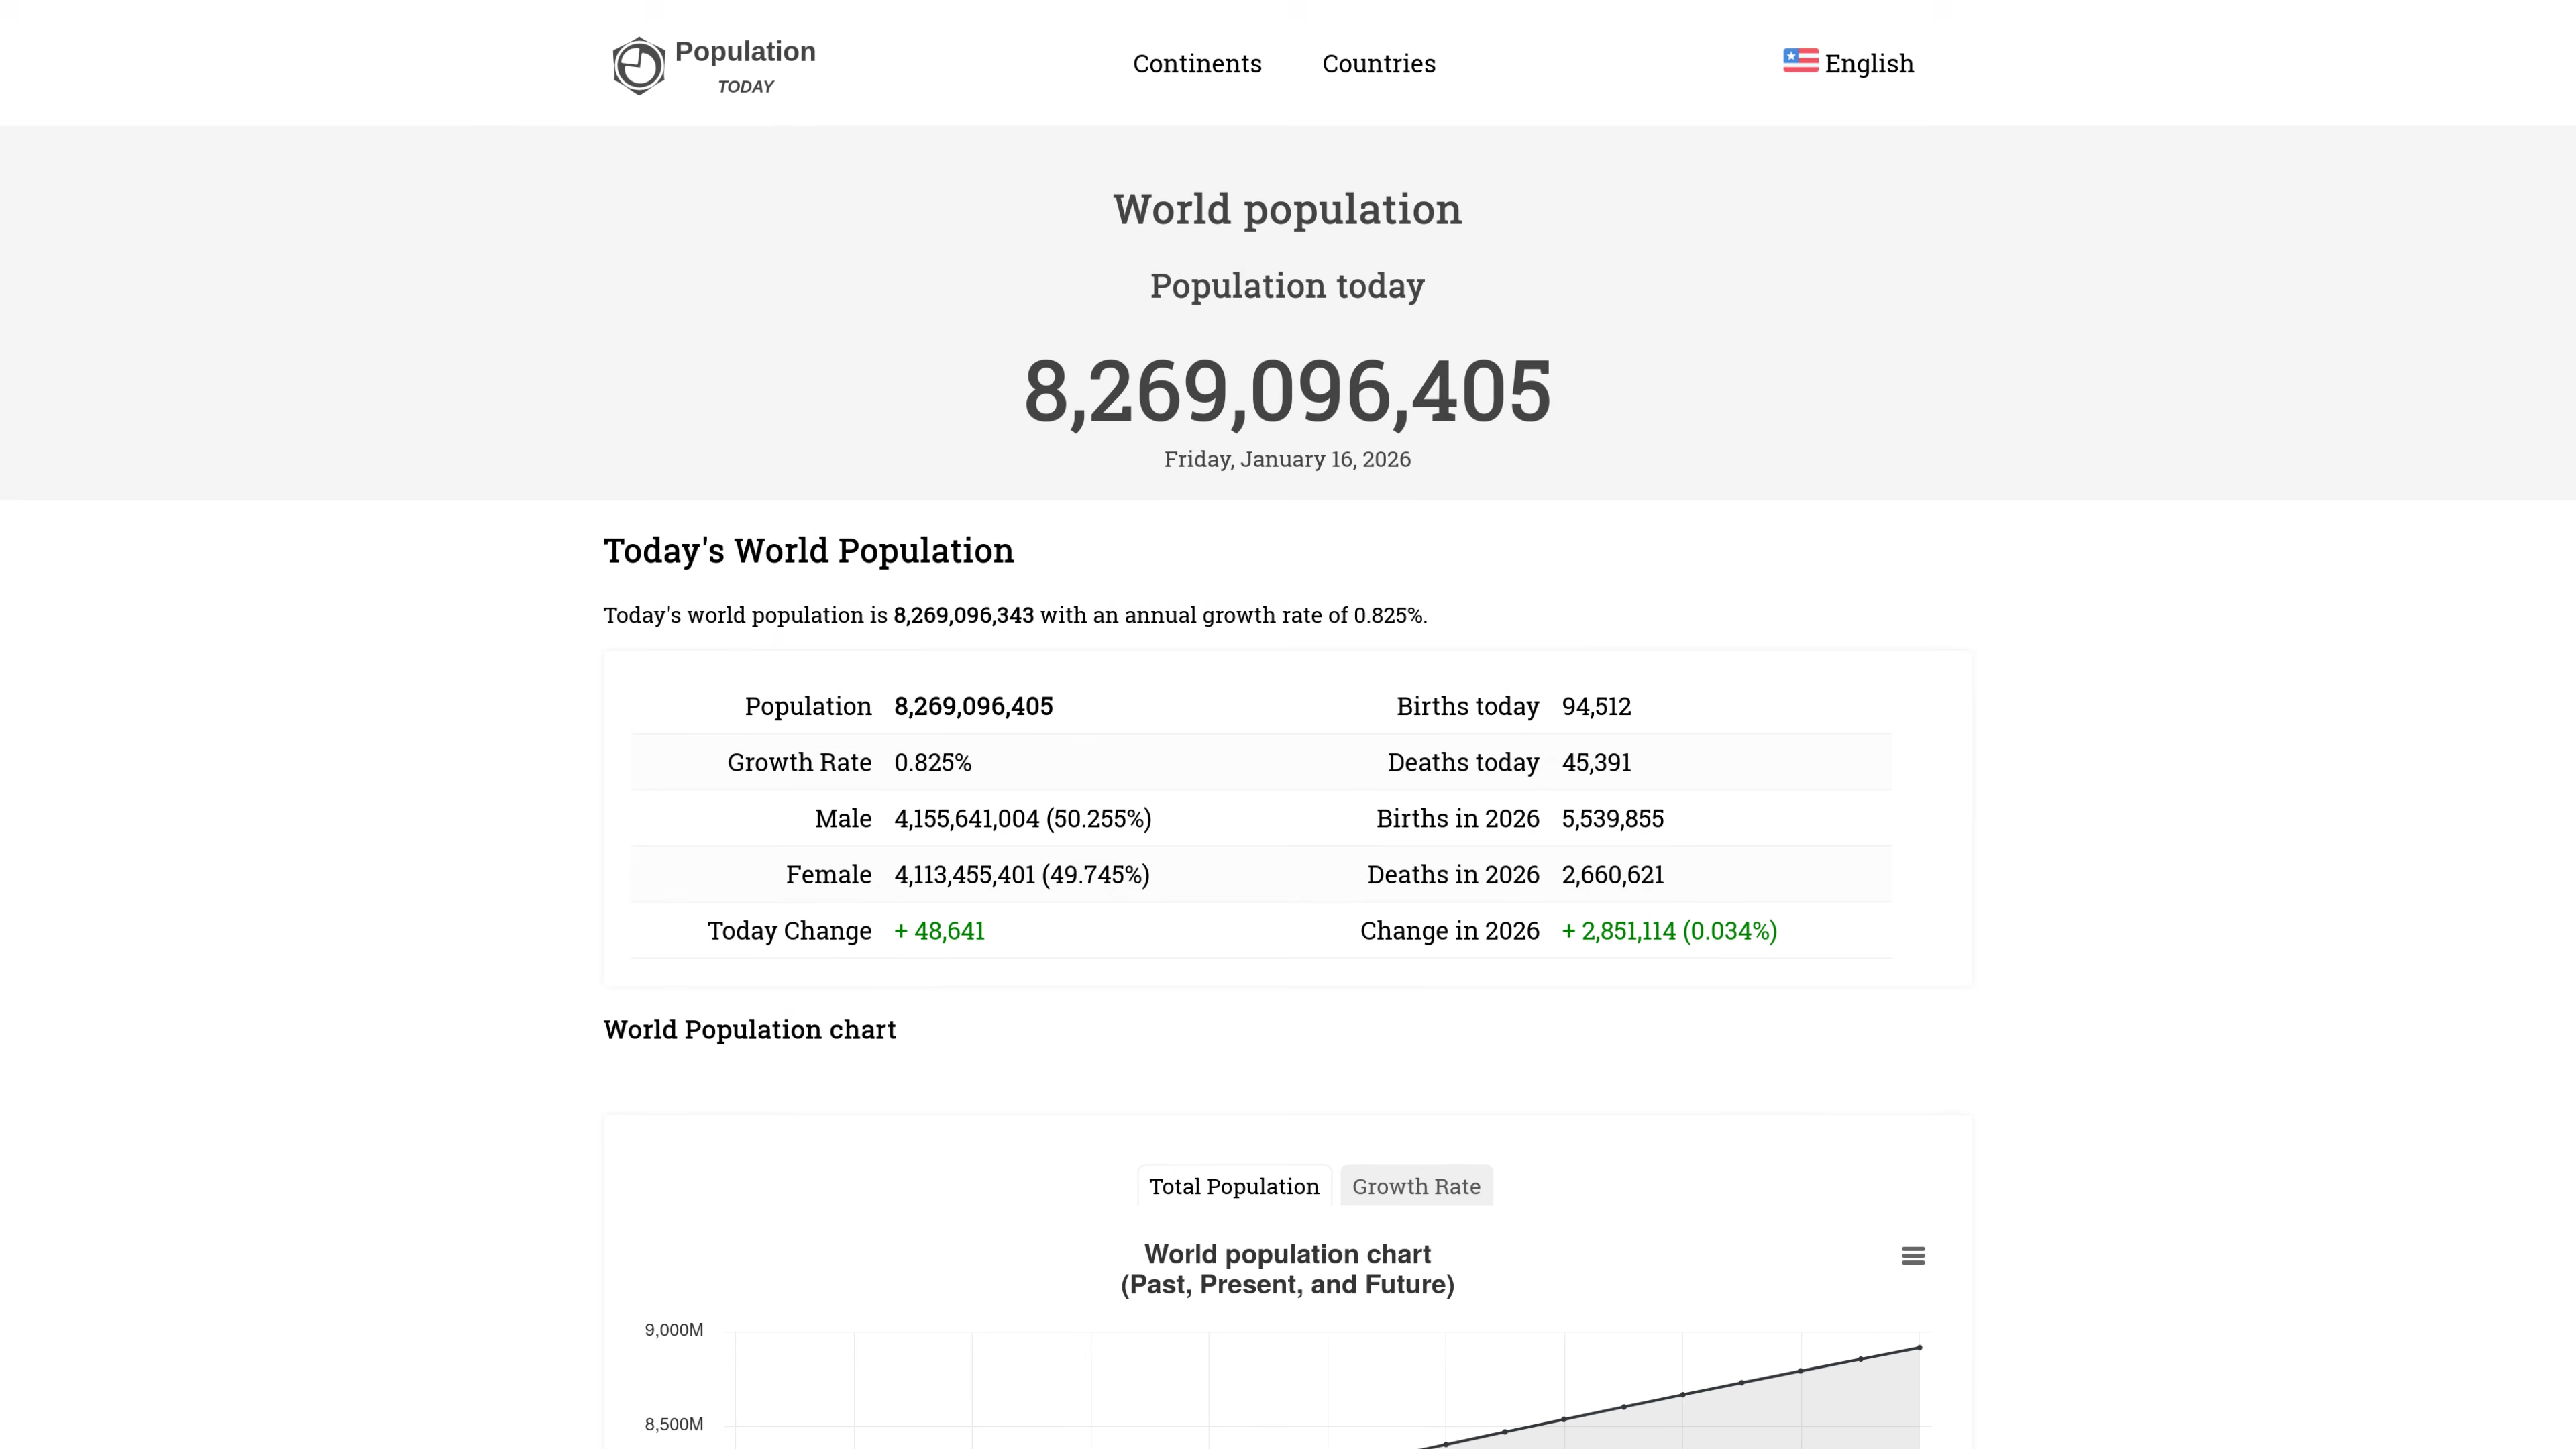 Population
TODAY
Continents
Countries
English
World population
Population today
8,269,096,405
Friday, January 16, 2026
Today's World Population
Today's world population is 8,269,096,343 with an annual growth rate of 0.825%.
Population 8,269,096,405 Births today 94,512
Growth Rate 0.825% Deaths today 45,391
Male 4,155,641,004 (50.255%) Births in 2026 5,539,855
Female 4,113,455,401 (49.745%) Deaths in 2026 2,660,621
Today Change + 48,641 Change in 2026 + 2,851,114 (0.034%)
World Population chart
Total Population
Growth Rate
World population chart
(Past, Present, and Future)
9,000M
8,500M